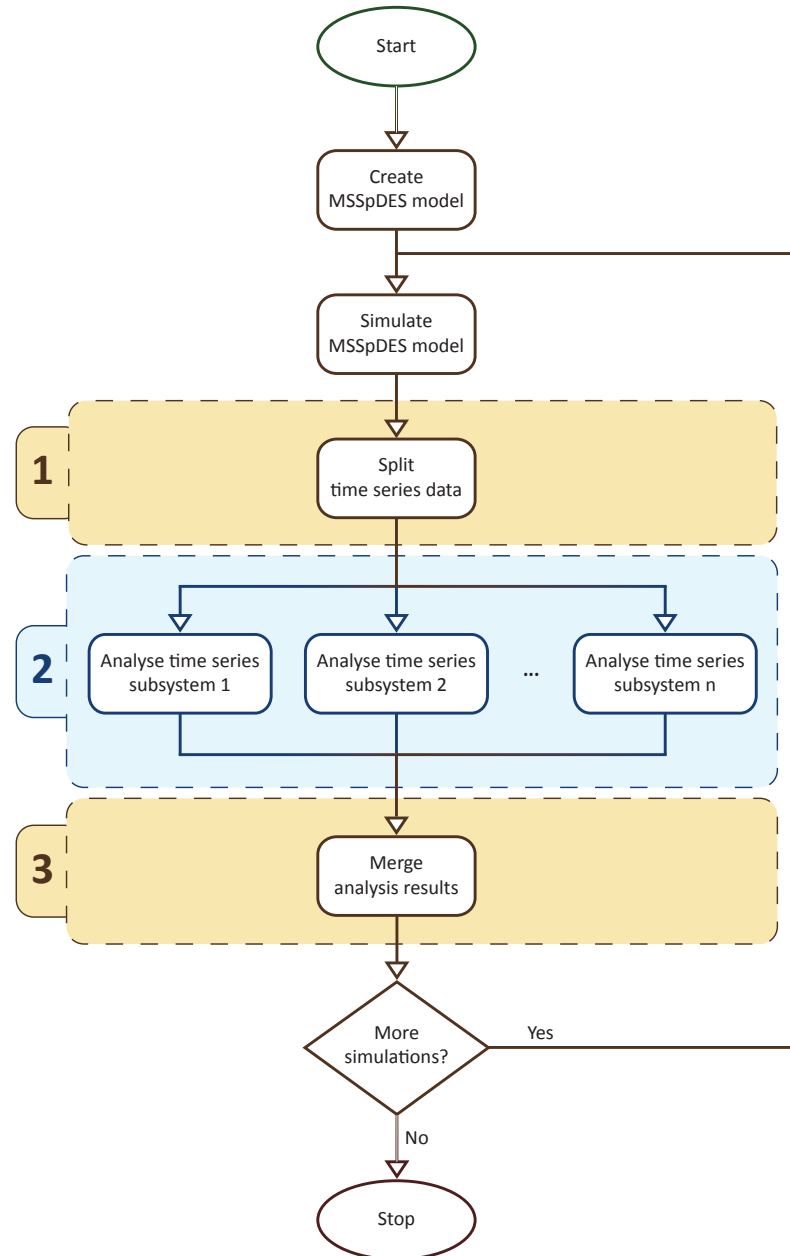 Start
Create
MSSpDES model
Simulate
MSSpDES model
1
Split
time series data
2
Analyse time series
subsystem 1
Analyse time series
subsystem 2
...
Analyse time series
subsystem n
3
Merge
analysis results
More
simulations?
Yes
No
Stop